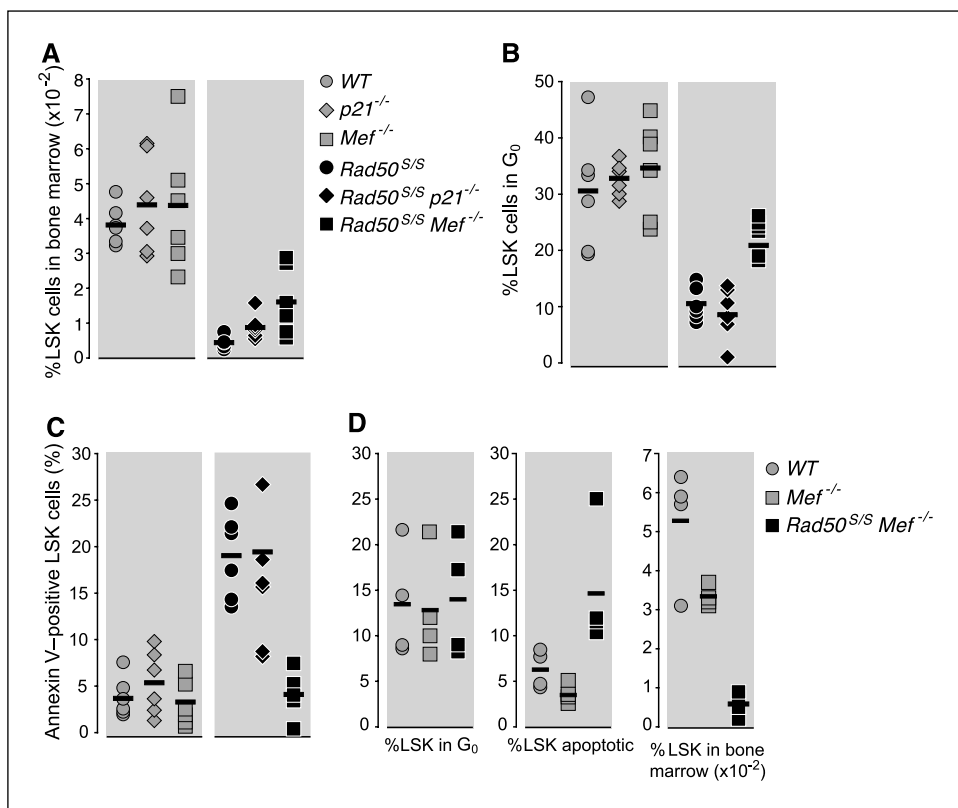 A
%LSK cells in bone marrow (x10⁻²)
8
7
6
5
4
3
2
1
0
WT
p21⁻/⁻
Mef⁻/⁻
Rad50ˢ/ˢ
Rad50ˢ/ˢ p21⁻/⁻
Rad50ˢ/ˢ Mef⁻/⁻
B
%LSK cells in G₀
50
40
30
20
10
0
C
Annexin V–positive LSK cells (%)
30
25
20
15
10
5
0
D
30
25
20
15
10
5
0
%LSK in G₀
30
25
20
15
10
5
0
%LSK apoptotic
7
6
5
4
3
2
1
0
%LSK in bone
marrow (x10⁻²)
WT
Mef⁻/⁻
Rad50ˢ/ˢ Mef⁻/⁻